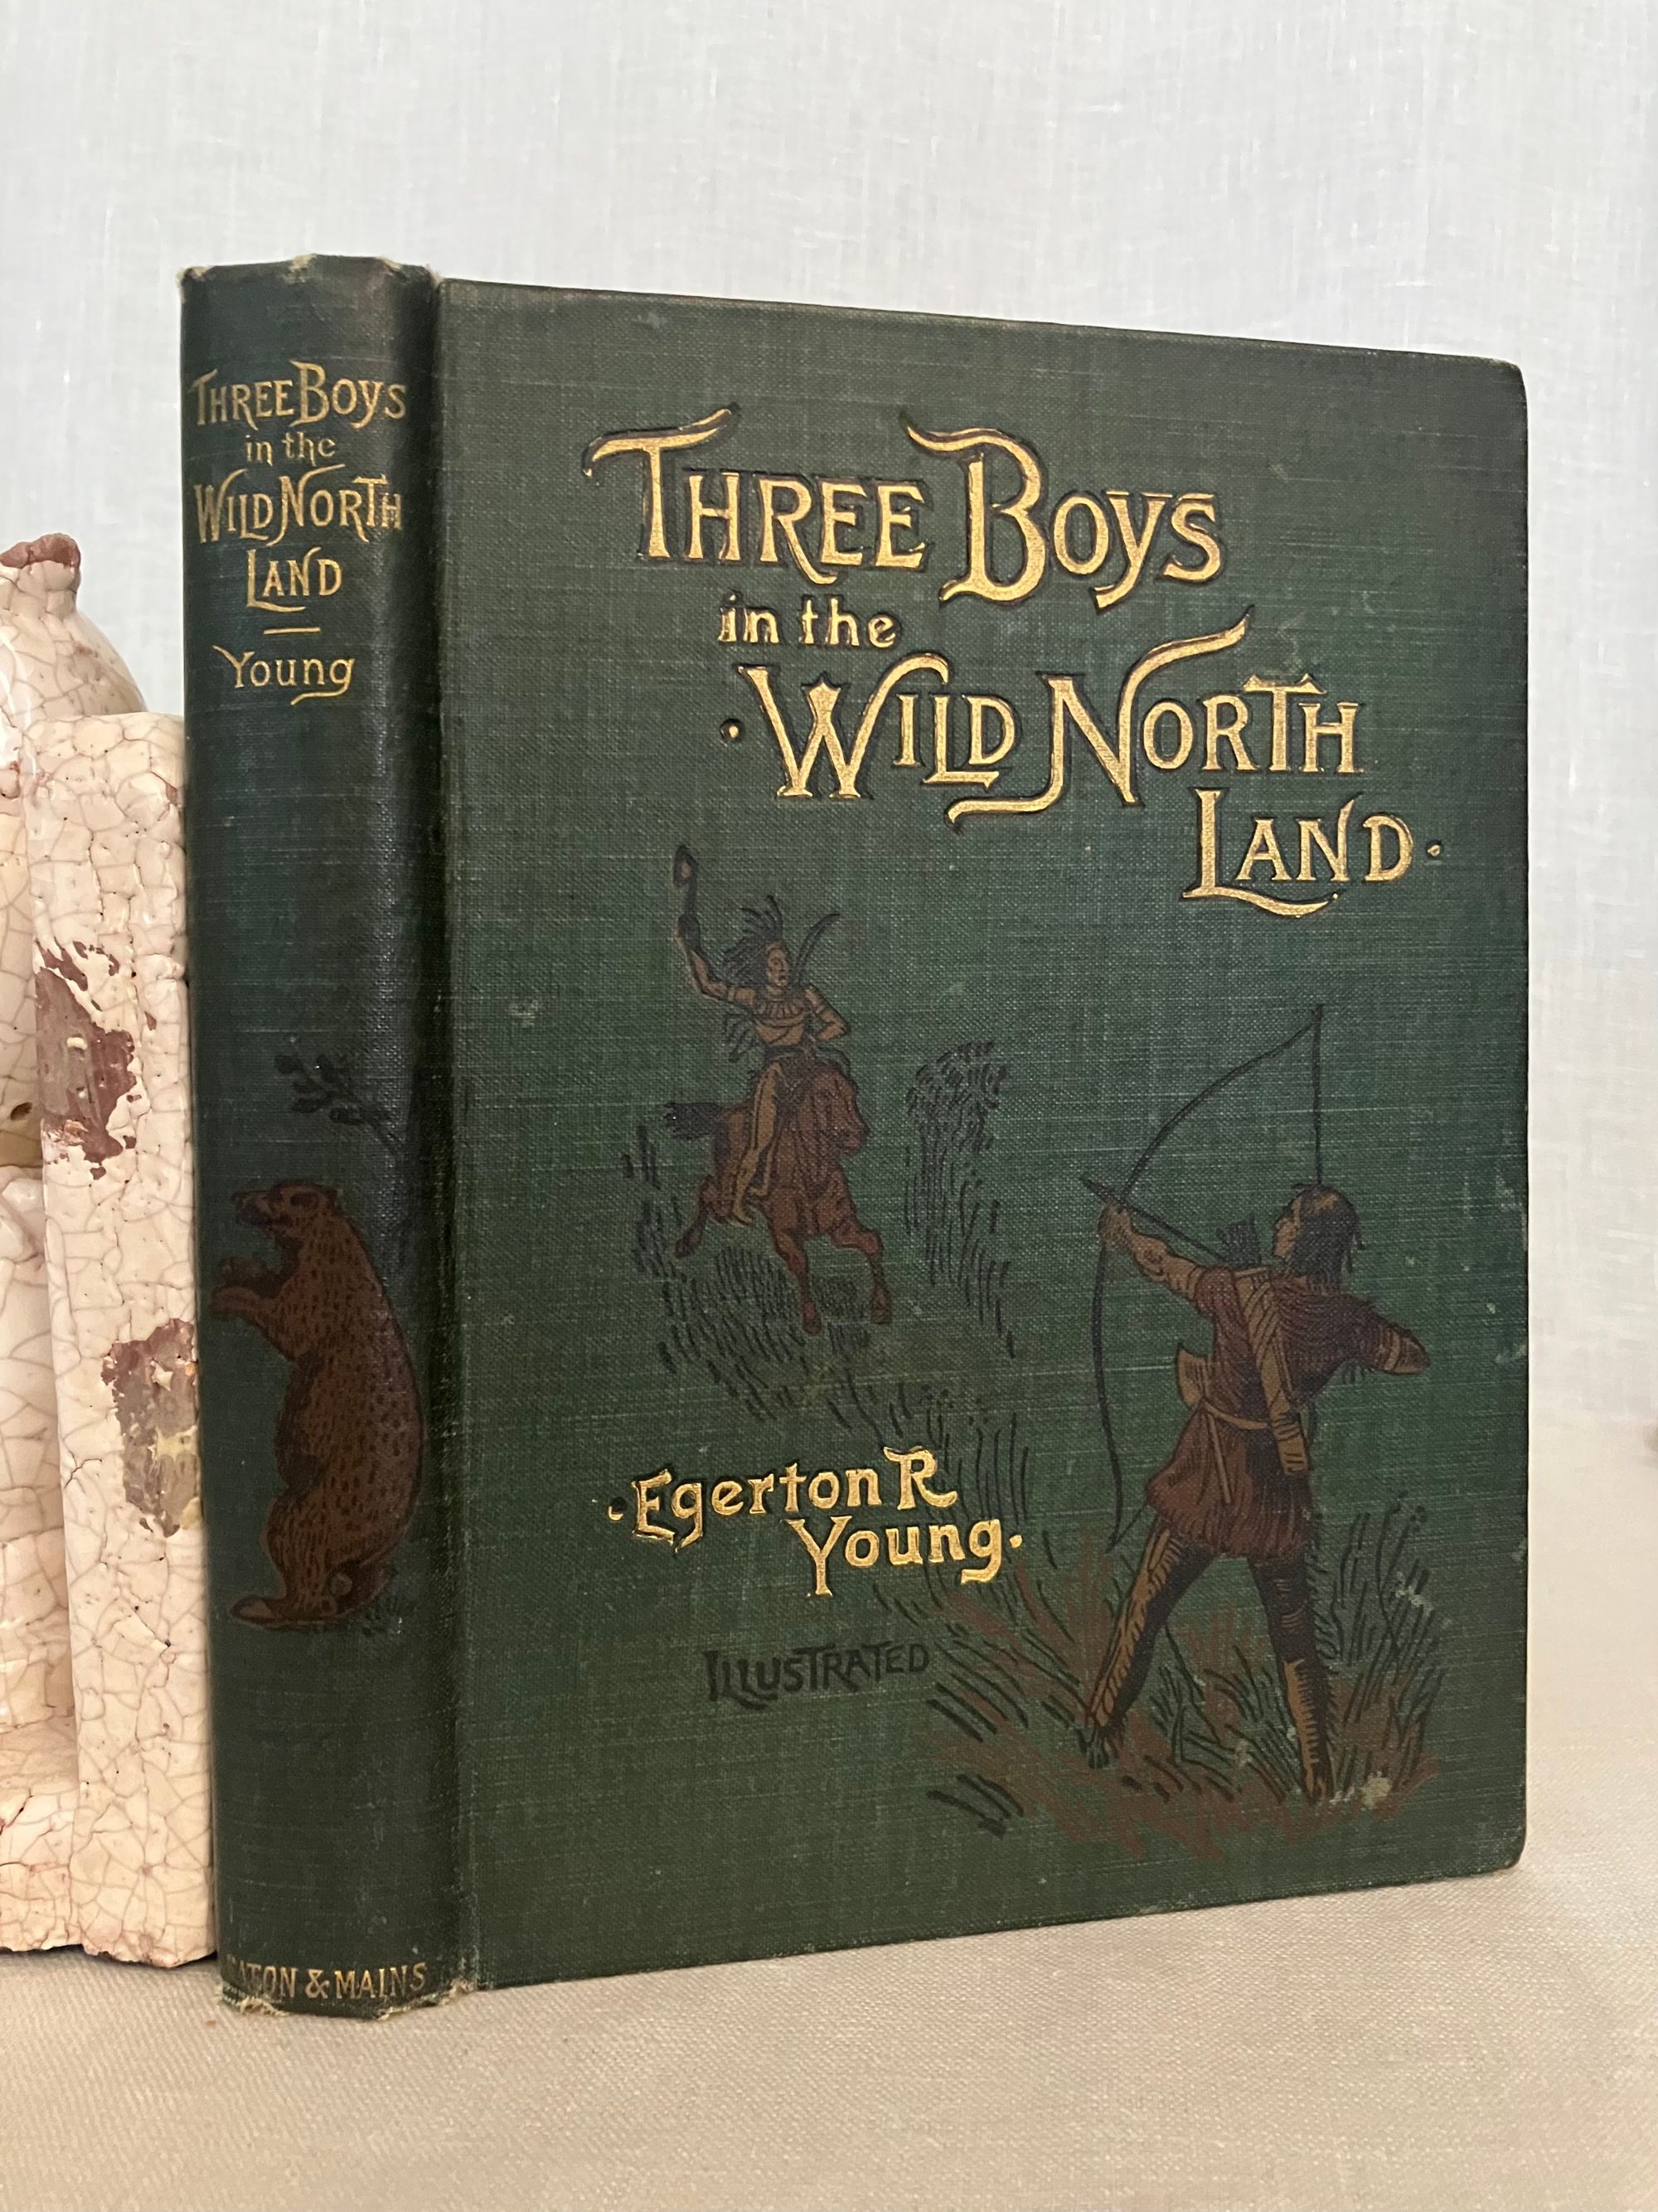 THREE BOYS
in the
WILD NORTH
LAND
Young
EATON & MAINS
THREE BOYS
in the
· WILD NORTH
LAND ·
· Egerton R
Young ·
ILLUSTRATED